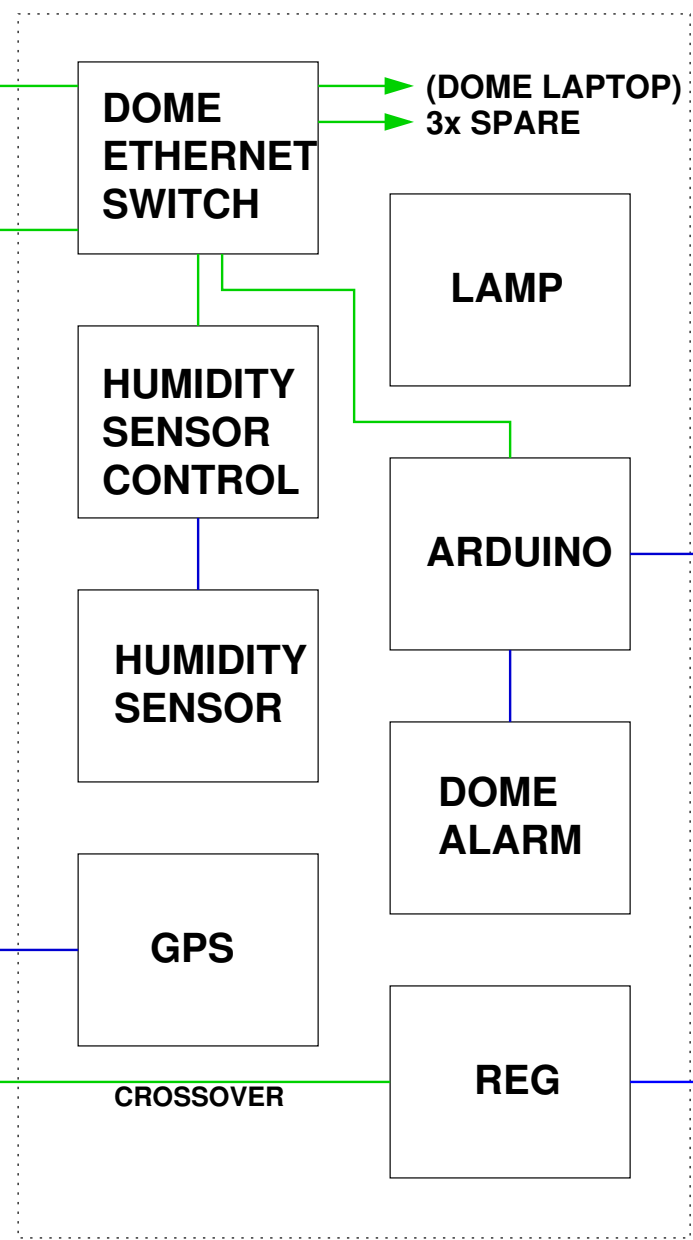 DOME
ETHERNET
SWITCH
(DOME LAPTOP)
3x SPARE
LAMP
HUMIDITY
SENSOR
CONTROL
ARDUINO
HUMIDITY
SENSOR
DOME
ALARM
GPS
REG
CROSSOVER